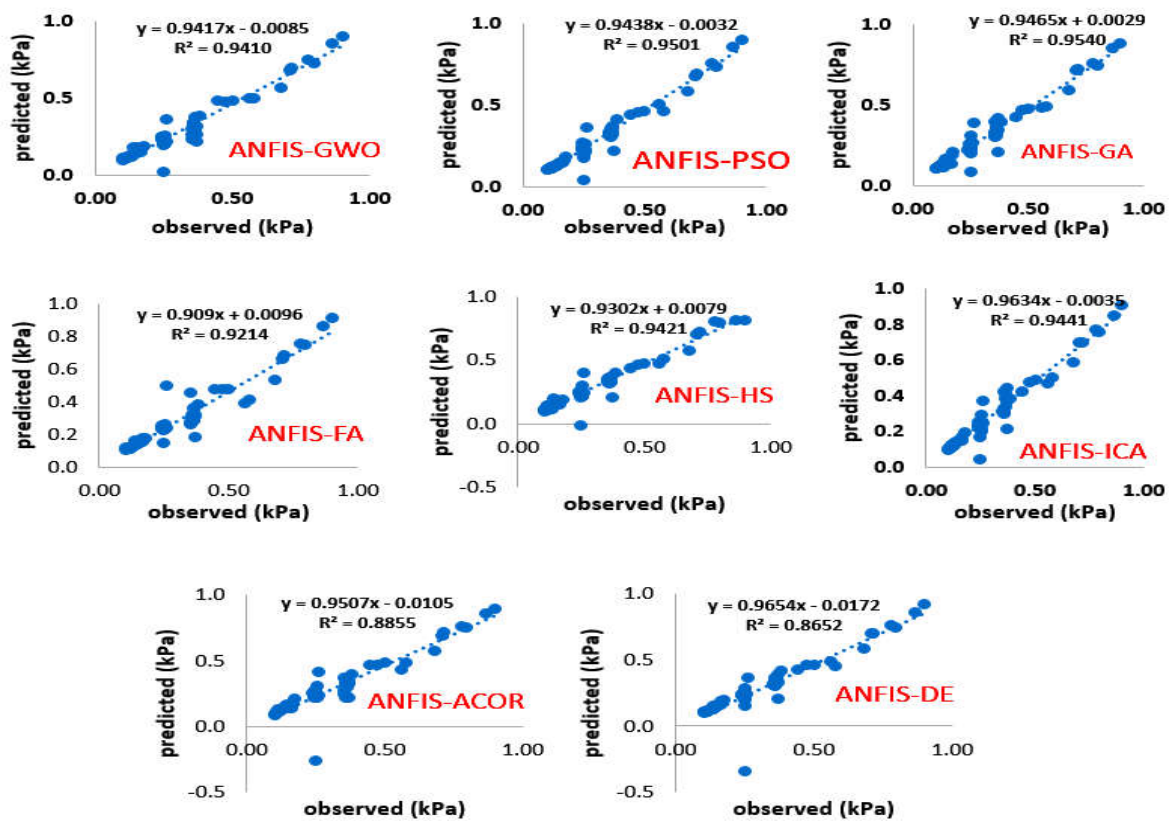 y = 0.9417x - 0.0085
R² = 0.9410
predicted (kPa)
1.0
0.5
0.0
0.00 0.50 1.00
observed (kPa)
ANFIS-GWO
y = 0.9438x - 0.0032
R² = 0.9501
predicted (kPa)
1.0
0.5
0.0
0.00 0.50 1.00
observed (kPa)
ANFIS-PSO
y = 0.9465x + 0.0029
R² = 0.9540
predicted (kPa)
1.0
0.5
0.0
0.00 0.50 1.00
observed (kPa)
ANFIS-GA
y = 0.909x + 0.0096
R² = 0.9214
predicted (kPa)
1.0
0.8
0.6
0.4
0.2
0.0
0.00 0.50 1.00
observed (kPa)
ANFIS-FA
y = 0.9302x + 0.0079
R² = 0.9421
predicted (kPa)
1.0
0.5
0.0
-0.5
0.00 0.50 1.00
observed (kPa)
ANFIS-HS
y = 0.9634x - 0.0035
R² = 0.9441
predicted (kPa)
1.0
0.8
0.6
0.4
0.2
0.0
0.00 0.50 1.00
observed (kPa)
ANFIS-ICA
y = 0.9507x - 0.0105
R² = 0.8855
predicted (kPa)
1.0
0.5
0.0
-0.5
0.00 0.50 1.00
observed (kPa)
ANFIS-ACOR
y = 0.9654x - 0.0172
R² = 0.8652
predicted (kPa)
1.0
0.5
0.0
-0.5
0.00 0.50 1.00
observed (kPa)
ANFIS-DE